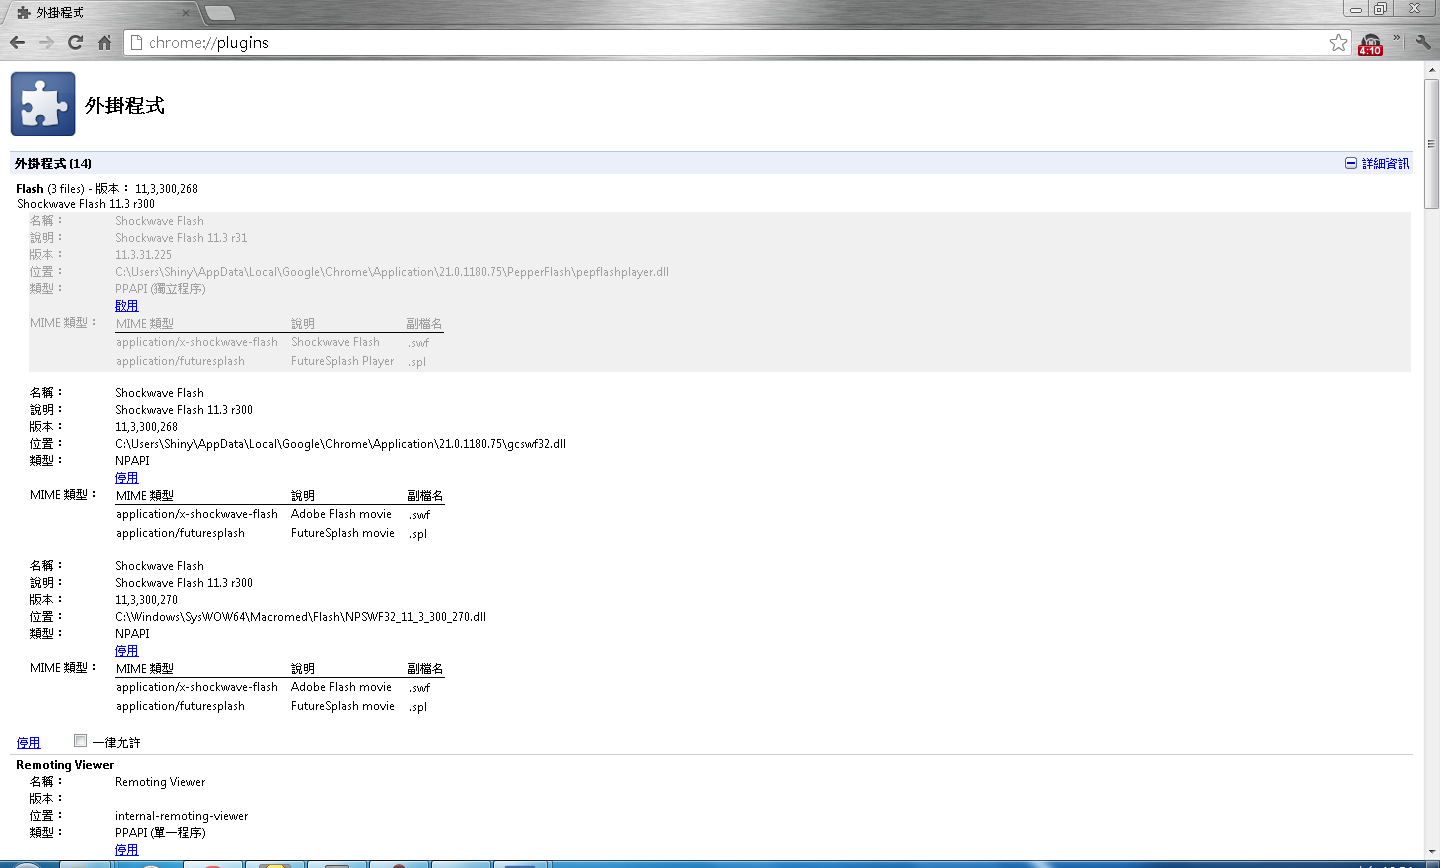 外掛程式
chrome://plugins
4:10
外掛程式
外掛程式 (14)
詳細資訊
Flash (3 files) - 版本： 11,3,300,268
Shockwave Flash 11.3 r300
名稱： Shockwave Flash
說明： Shockwave Flash 11.3 r31
版本： 11.3.31.225
位置： C:\Users\Shiny\AppData\Local\Google\Chrome\Application\21.0.1180.75\PepperFlash\pepflashplayer.dll
類型： PPAPI (獨立程序)
啟用
MIME 類型： MIME 類型 說明 副檔名
application/x-shockwave-flash Shockwave Flash .swf
application/futuresplash FutureSplash Player .spl
名稱： Shockwave Flash
說明： Shockwave Flash 11.3 r300
版本： 11,3,300,268
位置： C:\Users\Shiny\AppData\Local\Google\Chrome\Application\21.0.1180.75\gcswf32.dll
類型： NPAPI
停用
MIME 類型： MIME 類型 說明 副檔名
application/x-shockwave-flash Adobe Flash movie .swf
application/futuresplash FutureSplash movie .spl
名稱： Shockwave Flash
說明： Shockwave Flash 11.3 r300
版本： 11,3,300,270
位置： C:\Windows\SysWOW64\Macromed\Flash\NPSWF32_11_3_300_270.dll
類型： NPAPI
停用
MIME 類型： MIME 類型 說明 副檔名
application/x-shockwave-flash Adobe Flash movie .swf
application/futuresplash FutureSplash movie .spl
停用 一律允許
Remoting Viewer
名稱： Remoting Viewer
版本：
位置： internal-remoting-viewer
類型： PPAPI (單一程序)
停用